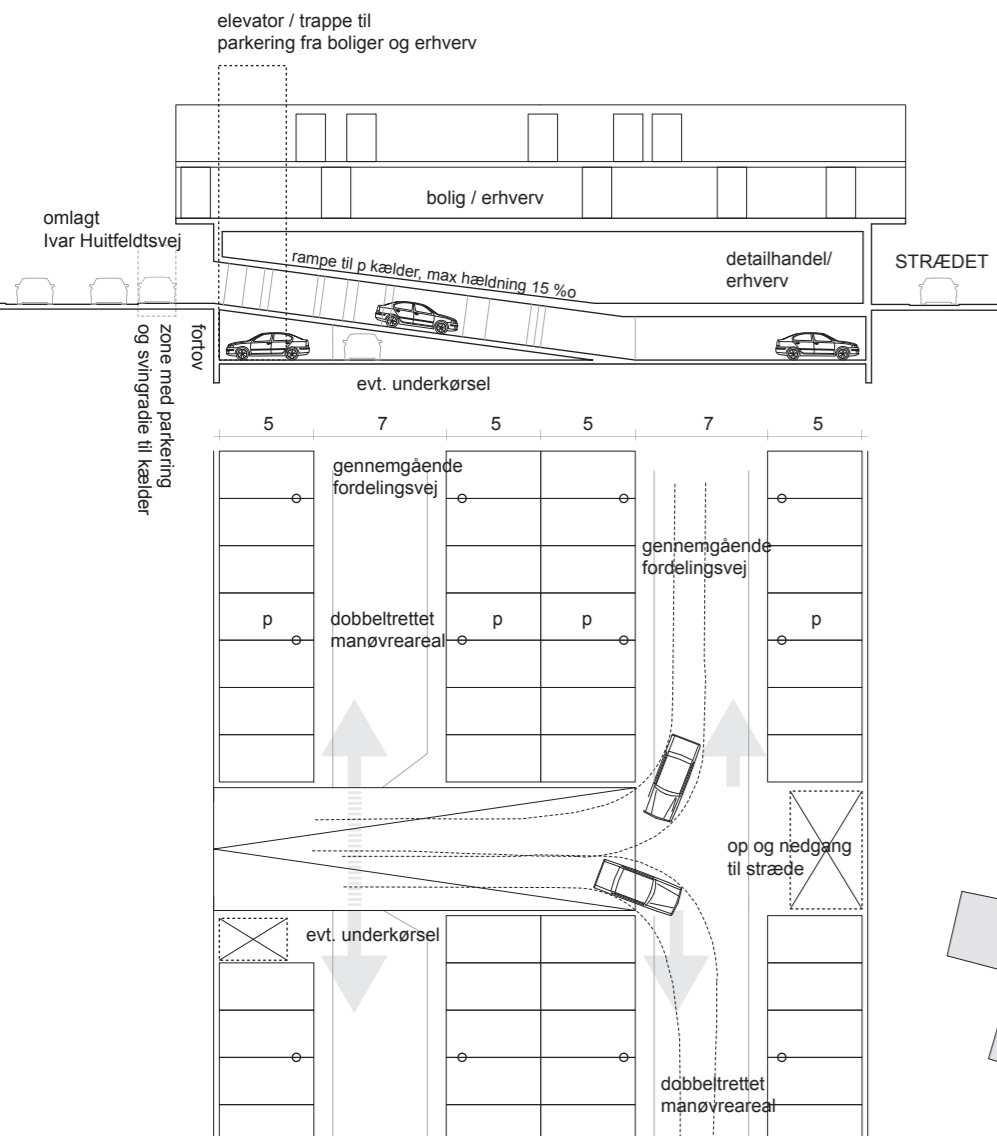 elevator / trappe til
parkering fra boliger og erhverv
bolig / erhverv
omlagt
Ivar Huitfeldtsvej
rampe til p kælder, max hældning 15 %o
detailhandel/
erhverv
STRÆDET
fortov
zone med parkering
og svingradie til kælder
evt. underkørsel
5 7 5 5 7 5
gennemgående
fordelingsvej
gennemgående
fordelingsvej
p dobbeltrettet p p p
manøvreareal
op og nedgang
til stræde
evt. underkørsel
dobbeltrettet
manøvreareal